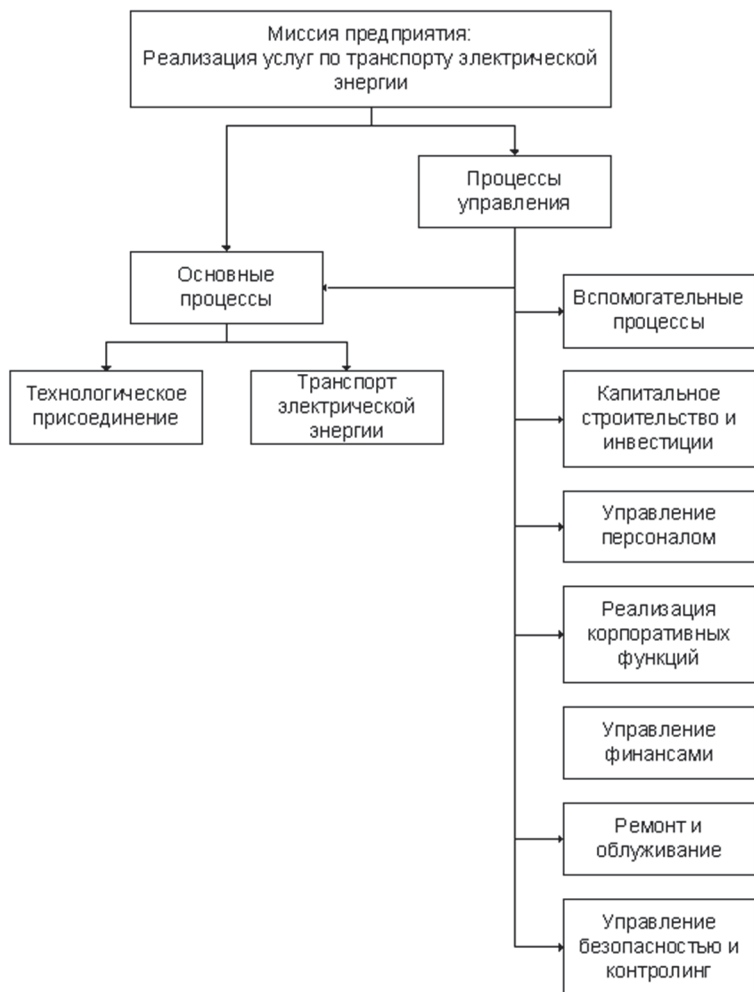 Миссия предприятия:
Реализация услуг по транспорту электрической
энергии
Процессы
управления
Основные
процессы
Вспомогательные
процессы
Технологическое
присоединение
Транспорт
электрической
энергии
Капитальное
строительство и
инвестиции
Управление
персоналом
Реализация
корпоративных
функций
Управление
финансами
Ремонт и
облуживание
Управление
безопасностью и
контролинг